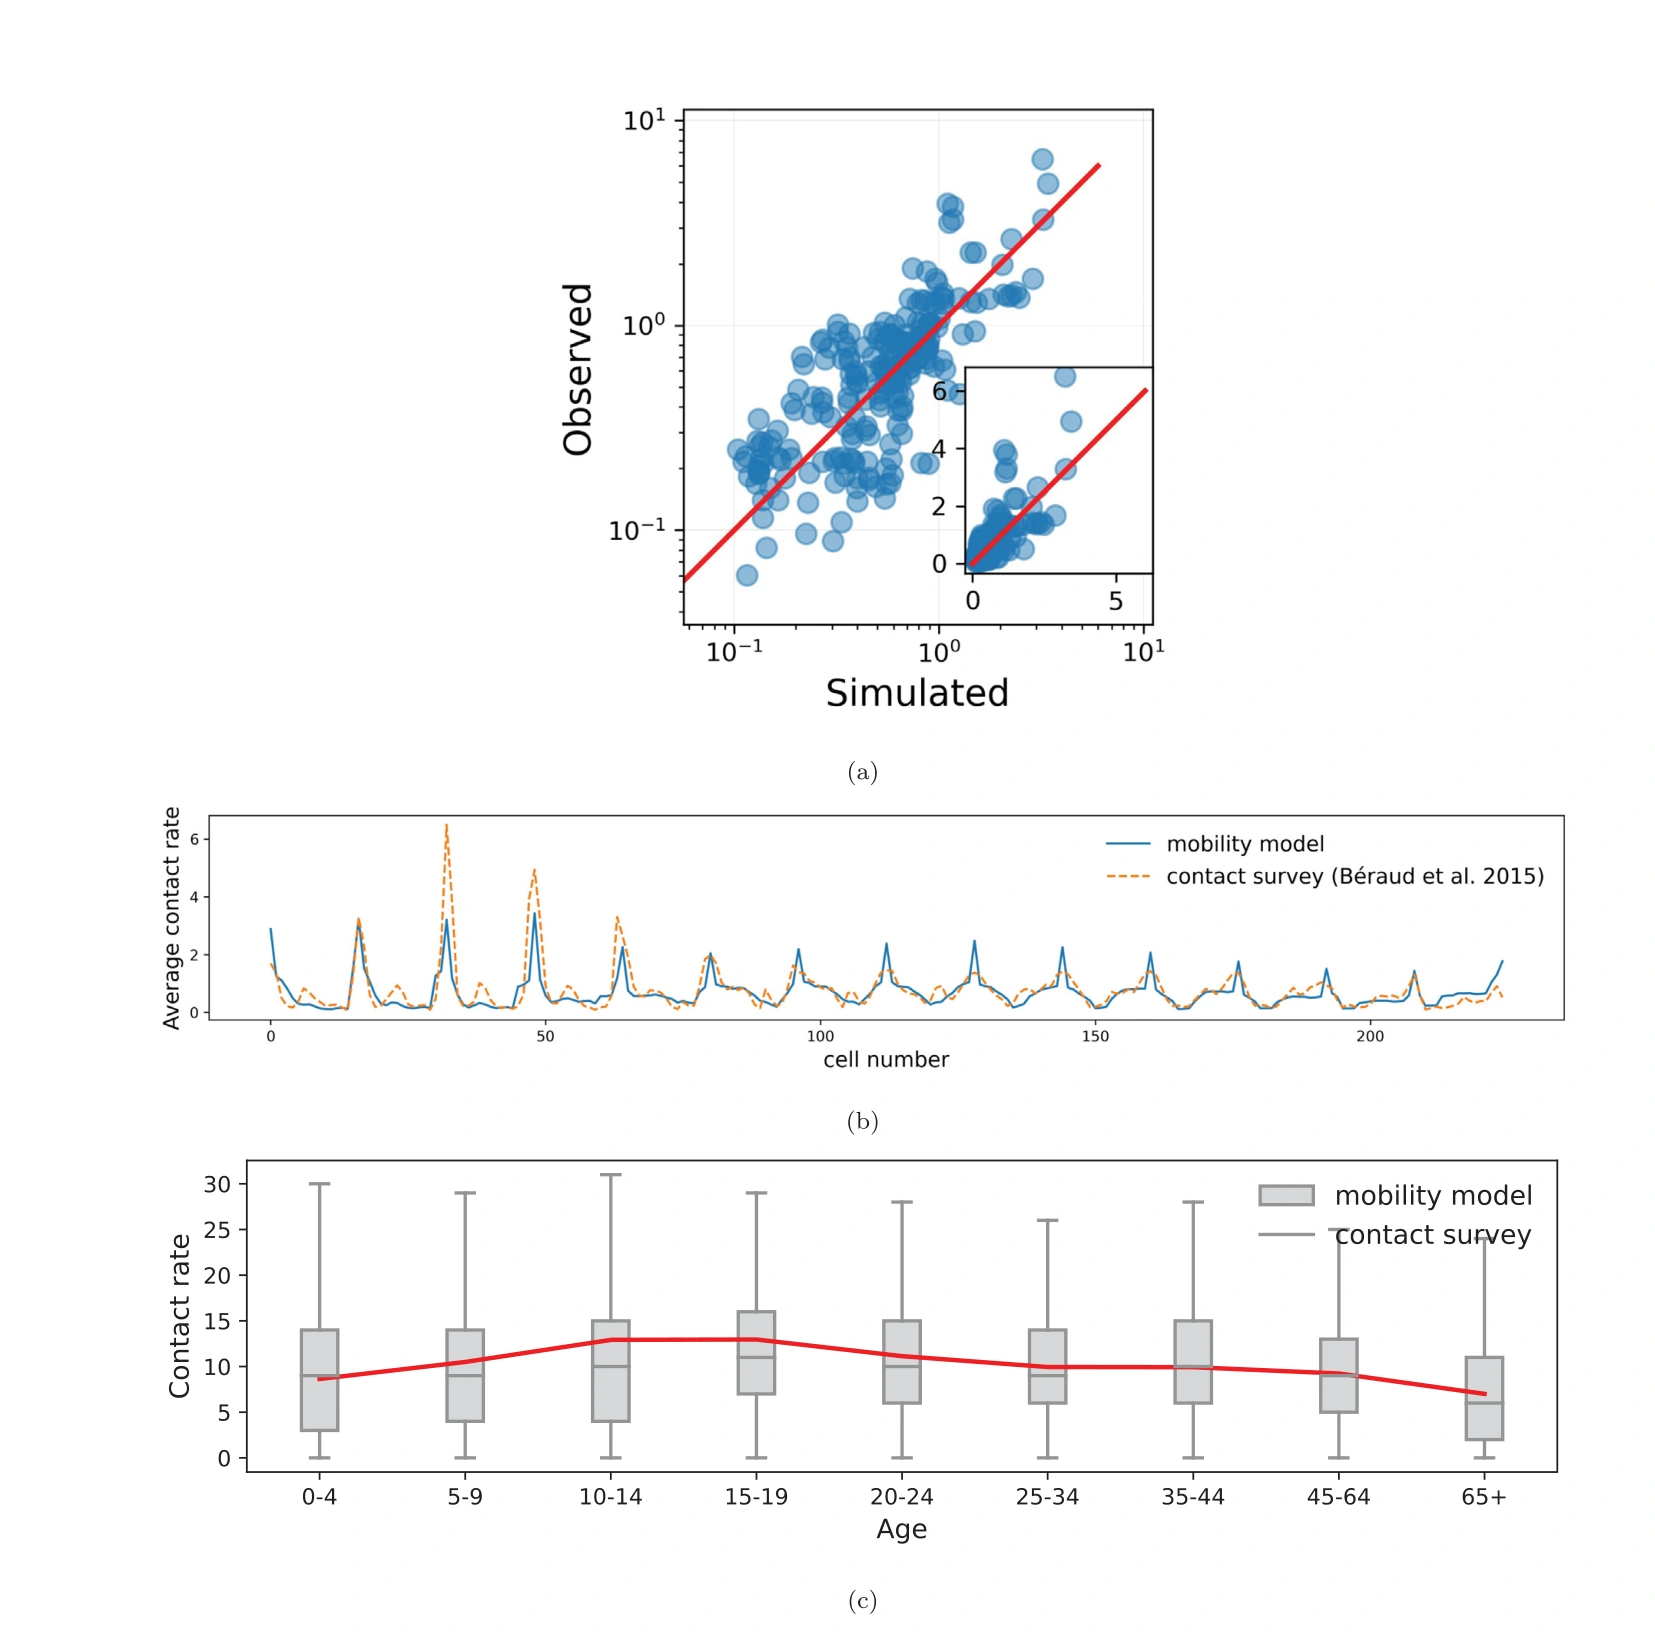 10¹
10⁰
10⁻¹
Observed
6
4
2
0
0 5
10⁻¹ 10⁰ 10¹
Simulated
(a)
Average contact rate
6
4
2
0
mobility model
contact survey (Béraud et al. 2015)
0 50 100 150 200
cell number
(b)
Contact rate
30
25
20
15
10
5
0
mobility model
contact survey
0-4 5-9 10-14 15-19 20-24 25-34 35-44 45-64 65+
Age
(c)